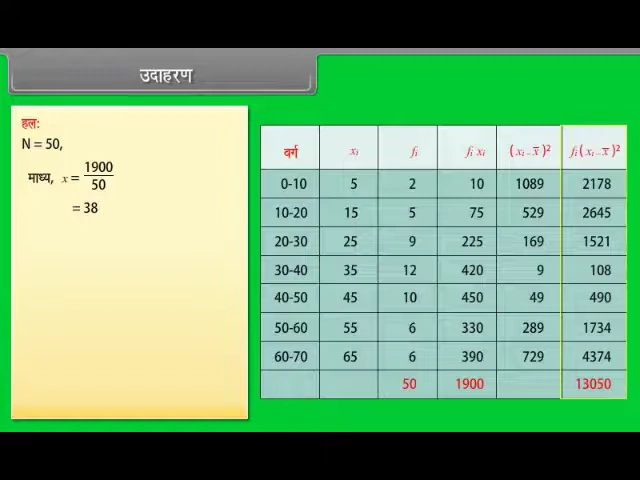 उदाहरण
हल:
N = 50,
माध्य, x = 1900/50
= 38
वर्ग xᵢ fᵢ fᵢ xᵢ (xᵢ – x̅)² fᵢ(xᵢ – x̅)²
0-10 5 2 10 1089 2178
10-20 15 5 75 529 2645
20-30 25 9 225 169 1521
30-40 35 12 420 9 108
40-50 45 10 450 49 490
50-60 55 6 330 289 1734
60-70 65 6 390 729 4374
50 1900 13050